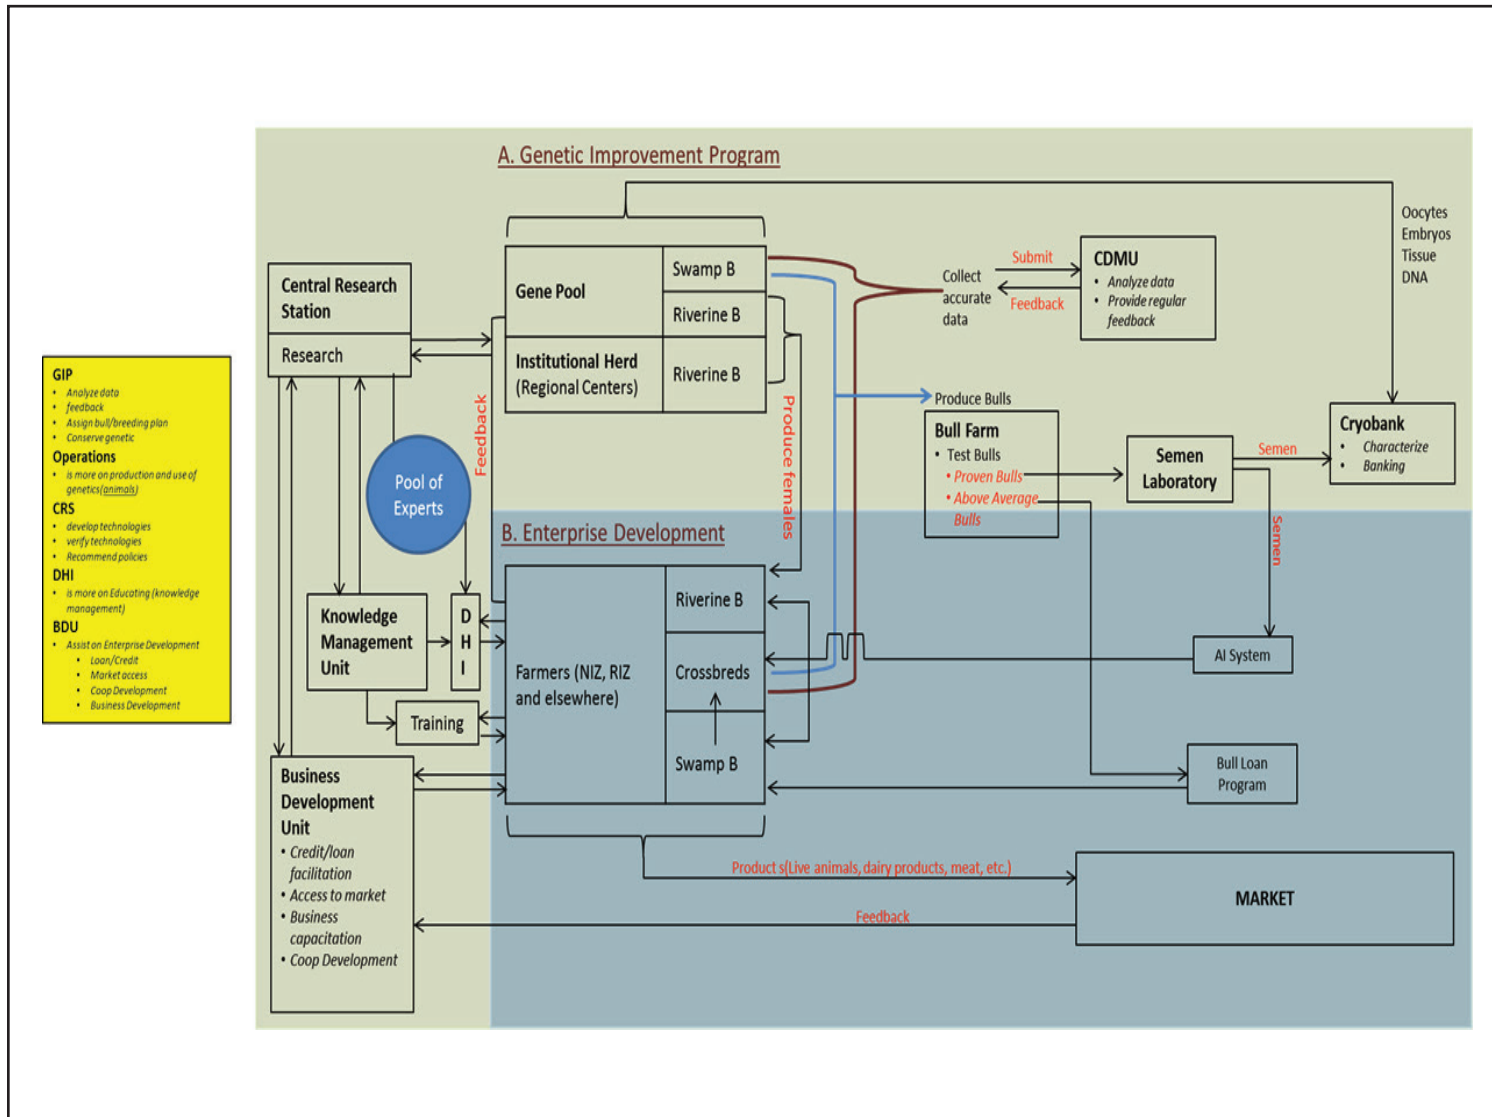 GIP
• Analyze data
• feedback
• Assign bull/breeding plan
• Conserve genetic
Operations
• is more on production and use of
genetics(animals)
CRS
• develop technologies
• verify technologies
• Recommend policies
DHI
• is more on Educating (knowledge
management)
BDU
• Assist on Enterprise Development
• Loan/Credit
• Market access
• Coop Development
• Business Development
A. Genetic Improvement Program
Central Research
Station
Research
Gene Pool
Swamp B
Riverine B
Institutional Herd
(Regional Centers)
Riverine B
Collect
accurate
data
Submit
Feedback
CDMU
• Analyze data
• Provide regular
feedback
Oocytes
Embryos
Tissue
DNA
Feedback
Produce females
Pool of
Experts
Produce Bulls
Bull Farm
• Test Bulls
• Proven Bulls
• Above Average
Bulls
Semen
Laboratory
Semen
Semen
Cryobank
• Characterize
• Banking
B. Enterprise Development
Knowledge
Management
Unit
D
H
I
Training
Farmers (NIZ, RIZ
and elsewhere)
Riverine B
Crossbreds
Swamp B
AI System
Bull Loan
Program
Business
Development
Unit
• Credit/loan
facilitation
• Access to market
• Business
capacitation
• Coop Development
Product s(Live animals, dairy products, meat, etc.)
Feedback
MARKET